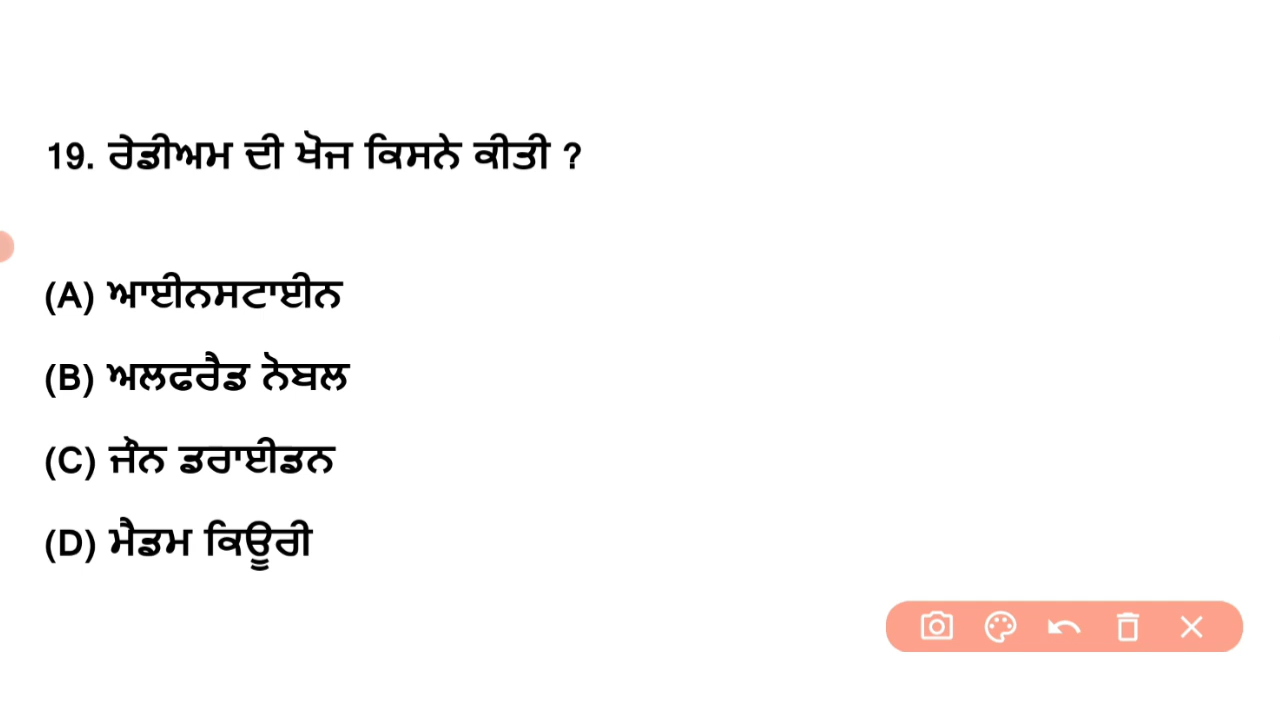 19. ਰੇਡੀਅਮ ਦੀ ਖੋਜ ਕਿਸਨੇ ਕੀਤੀ ?
(A) ਆਈਨਸਟਾਈਨ
(B) ਅਲਫਰੈਡ ਨੋਬਲ
(C) ਜੌਨ ਡਰਾਈਡਨ
(D) ਮੈਡਮ ਕਿਊਰੀ